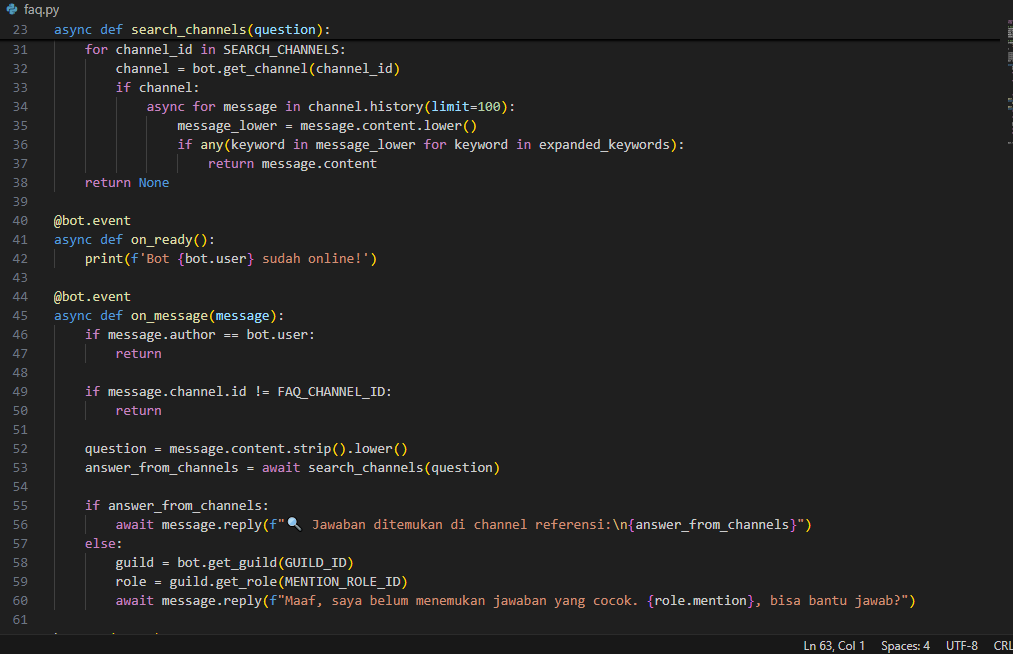 faq.py
23 async def search_channels(question):
31     for channel_id in SEARCH_CHANNELS:
32         channel = bot.get_channel(channel_id)
33         if channel:
34             async for message in channel.history(limit=100):
35                 message_lower = message.content.lower()
36                 if any(keyword in message_lower for keyword in expanded_keywords):
37                     return message.content
38     return None
39
40 @bot.event
41 async def on_ready():
42     print(f'Bot {bot.user} sudah online!')
43
44 @bot.event
45 async def on_message(message):
46     if message.author == bot.user:
47         return
48
49     if message.channel.id != FAQ_CHANNEL_ID:
50         return
51
52     question = message.content.strip().lower()
53     answer_from_channels = await search_channels(question)
54
55     if answer_from_channels:
56         await message.reply(f"🔍 Jawaban ditemukan di channel referensi:\n{answer_from_channels}")
57     else:
58         guild = bot.get_guild(GUILD_ID)
59         role = guild.get_role(MENTION_ROLE_ID)
60         await message.reply(f"Maaf, saya belum menemukan jawaban yang cocok. {role.mention}, bisa bantu jawab?")
61
Ln 63, Col 1 Spaces: 4 UTF-8 CRL